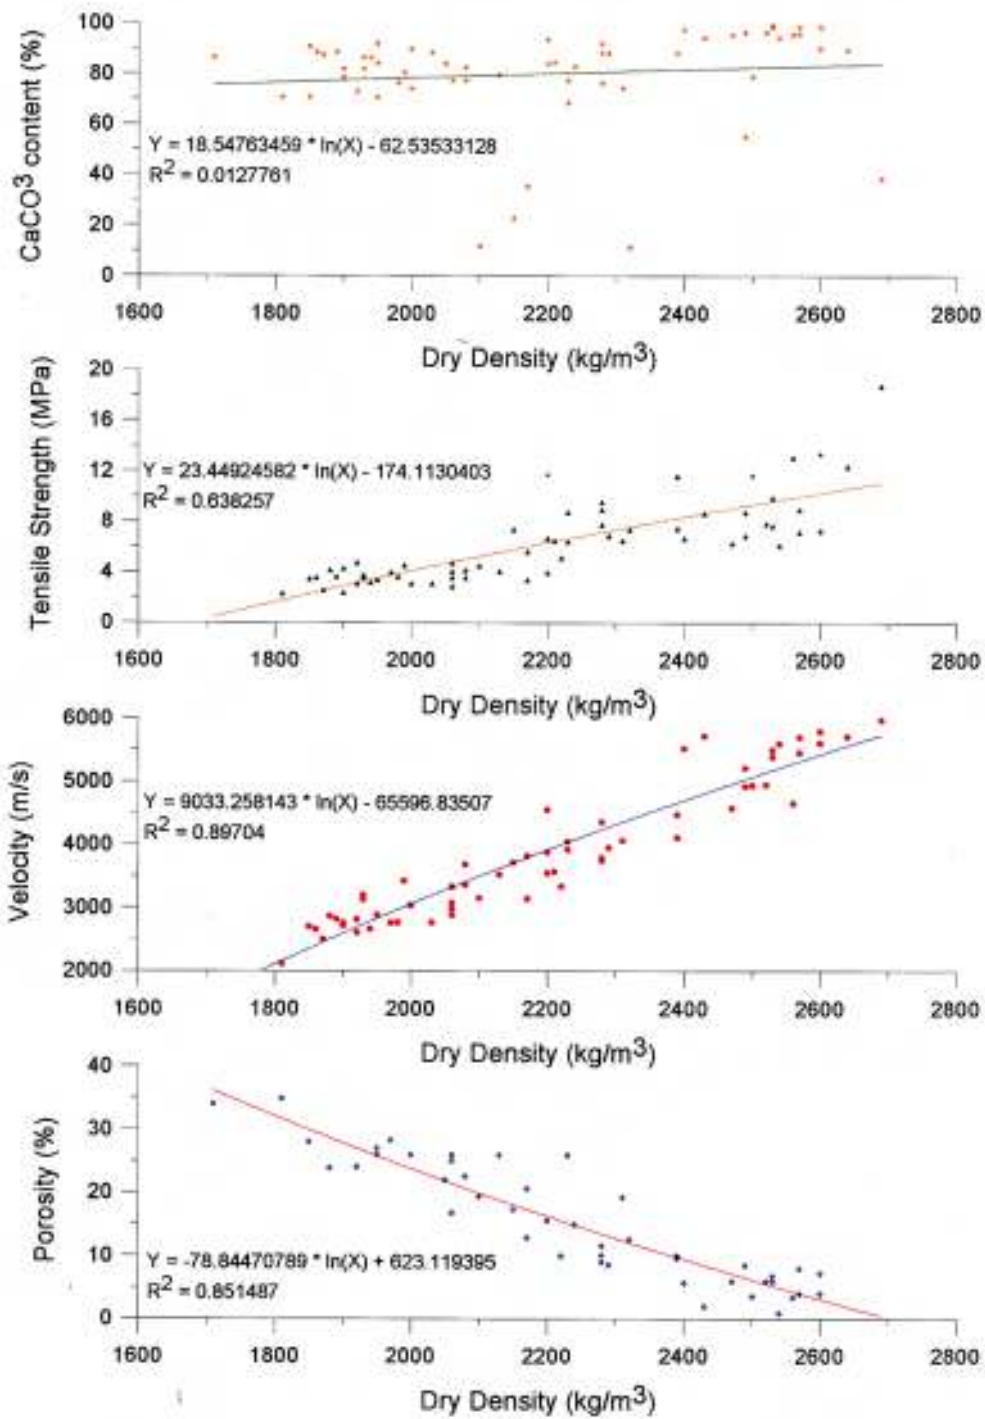 CaCO3 content (%)
100
80
60
40
20
0
Y = 18.54763459 * ln(X) - 62.53533128
R2 = 0.0127761
1600 1800 2000 2200 2400 2600 2800
Dry Density (kg/m3)
Tensile Strength (MPa)
20
16
12
8
4
0
Y = 23.44924582 * ln(X) - 174.1130403
R2 = 0.638257
1600 1800 2000 2200 2400 2600 2800
Dry Density (kg/m3)
Velocity (m/s)
6000
5000
4000
3000
2000
Y = 9033.258143 * ln(X) - 65596.83507
R2 = 0.89704
1600 1800 2000 2200 2400 2600 2800
Dry Density (kg/m3)
Porosity (%)
40
30
20
10
0
Y = -78.84470789 * ln(X) + 623.119395
R2 = 0.851487
1600 1800 2000 2200 2400 2600 2800
Dry Density (kg/m3)